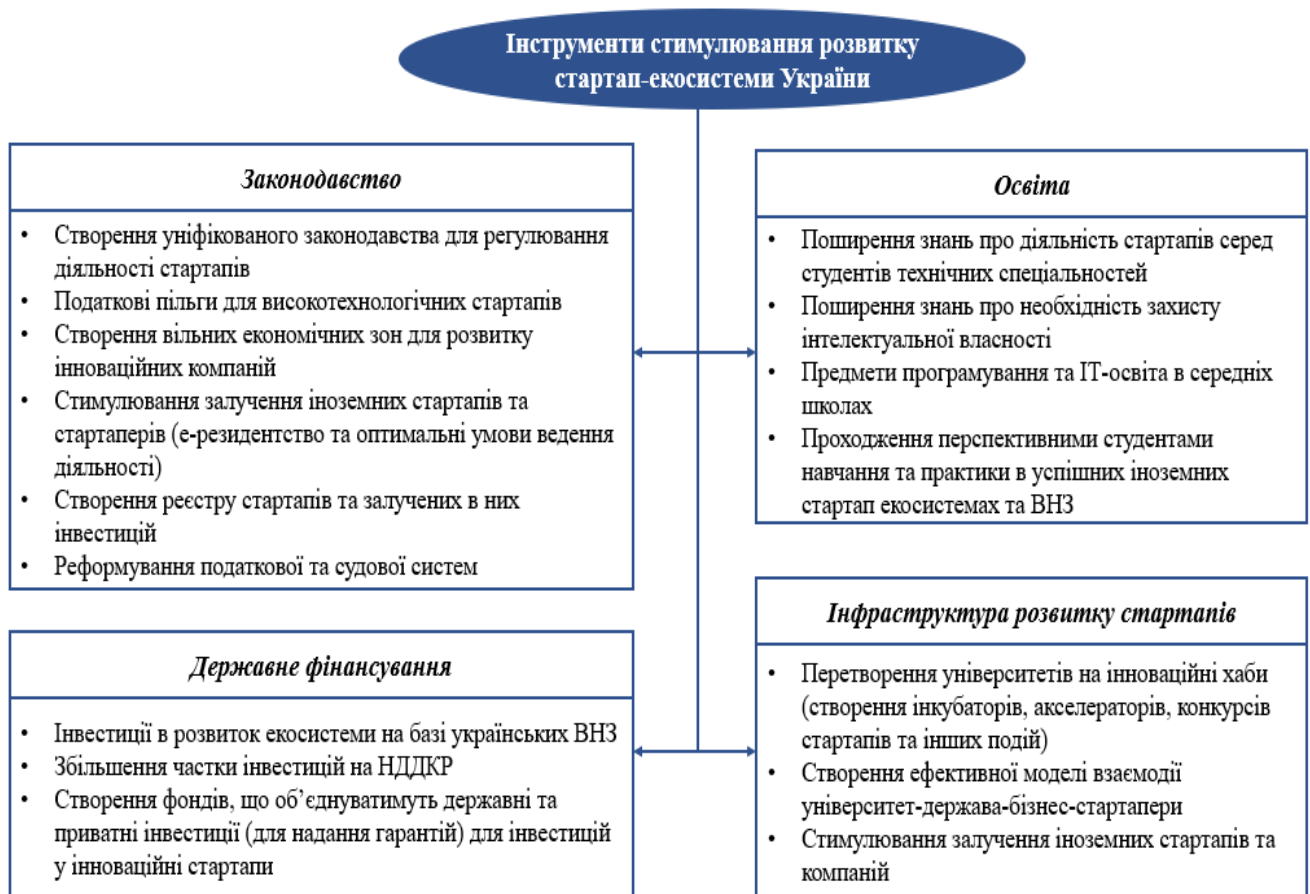 Інструменти стимулювання розвитку
стартап-екосистеми України
Законодавство
• Створення уніфікованого законодавства для регулювання
діяльності стартапів
• Податкові пільги для високотехнологічних стартапів
• Створення вільних економічних зон для розвитку
інноваційних компаній
• Стимулювання залучення іноземних стартапів та
стартаперів (е-резидентство та оптимальні умови ведення
діяльності)
• Створення реєстру стартапів та залучених в них
інвестицій
• Реформування податкової та судової систем
Освіта
• Поширення знань про діяльність стартапів серед
студентів технічних спеціальностей
• Поширення знань про необхідність захисту
інтелектуальної власності
• Предмети програмування та ІТ-освіта в середніх
школах
• Проходження перспективними студентами
навчання та практики в успішних іноземних
стартап екосистемах та ВНЗ
Державне фінансування
• Інвестиції в розвиток екосистеми на базі українських ВНЗ
• Збільшення частки інвестицій на НДДКР
• Створення фондів, що об’єднуватимуть державні та
приватні інвестиції (для надання гарантій) для інвестицій
у інноваційні стартапи
Інфраструктура розвитку стартапів
• Перетворення університетів на інноваційні хаби
(створення інкубаторів, акселераторів, конкурсів
стартапів та інших подій)
• Створення ефективної моделі взаємодії
університет-держава-бізнес-стартапери
• Стимулювання залучення іноземних стартапів та
компаній